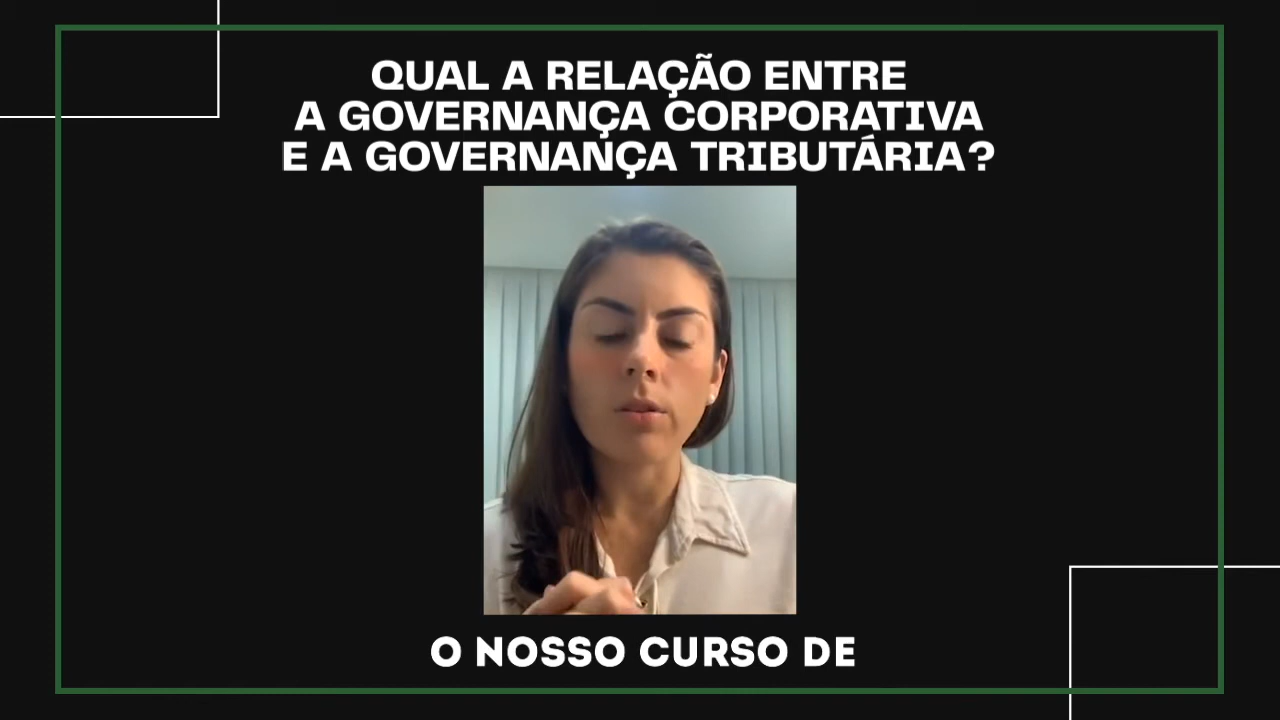 QUAL A RELAÇÃO ENTRE
A GOVERNANÇA CORPORATIVA
E A GOVERNANÇA TRIBUTÁRIA?
O NOSSO CURSO DE